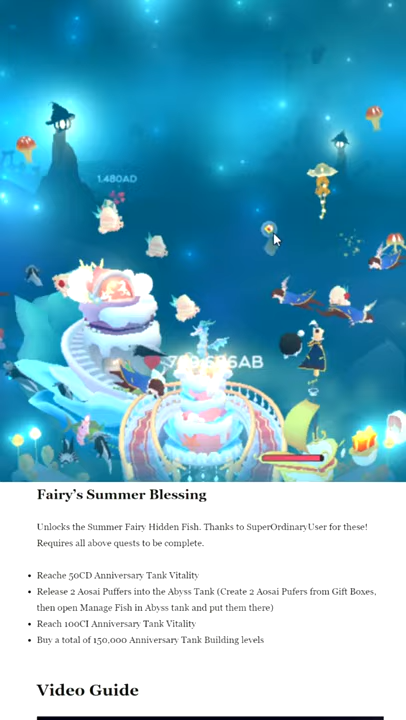 1.480AD
Fairy's Summer Blessing
Unlocks the Summer Fairy Hidden Fish. Thanks to SuperOrdinaryUser for these!
Requires all above quests to be complete.
Reache 50CD Anniversary Tank Vitality
Release 2 Aosai Puffers into the Abyss Tank (Create 2 Aosai Pufers from Gift Boxes,
then open Manage Fish in Abyss tank and put them there)
Reach 100CI Anniversary Tank Vitality
Buy a total of 150,000 Anniversary Tank Building levels
Video Guide